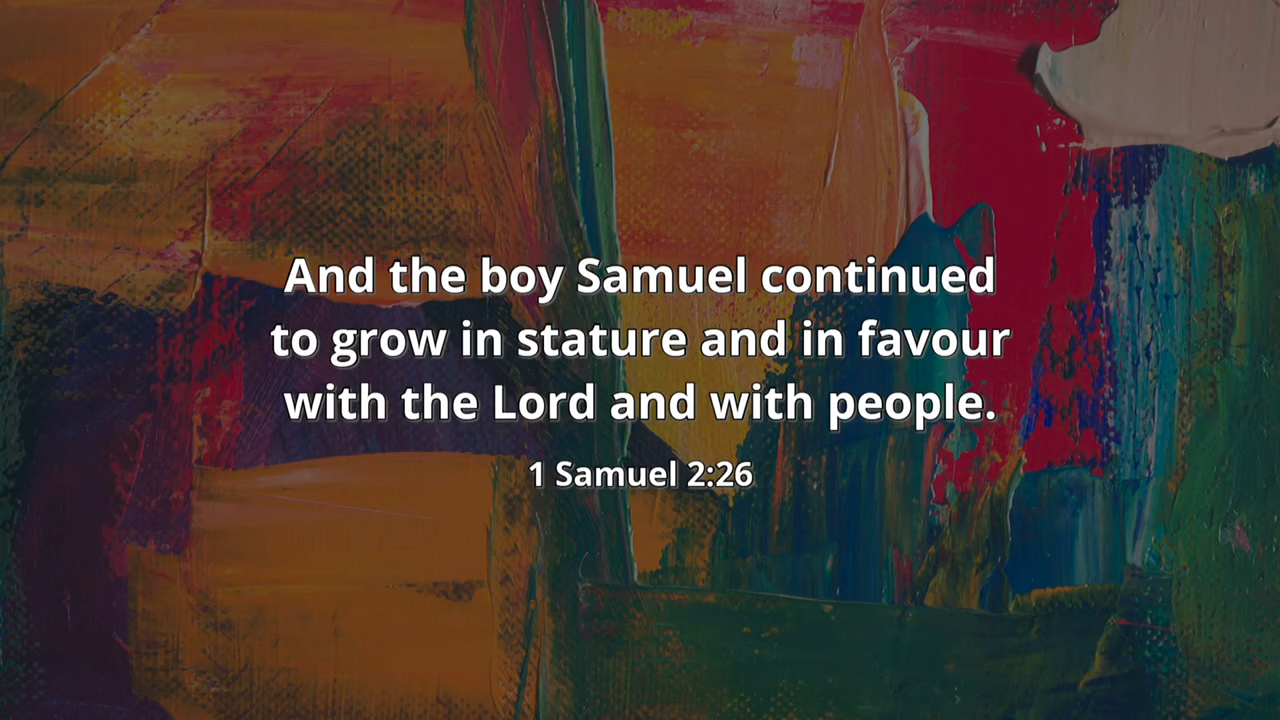 And the boy Samuel continued
to grow in stature and in favour
with the Lord and with people.
1 Samuel 2:26